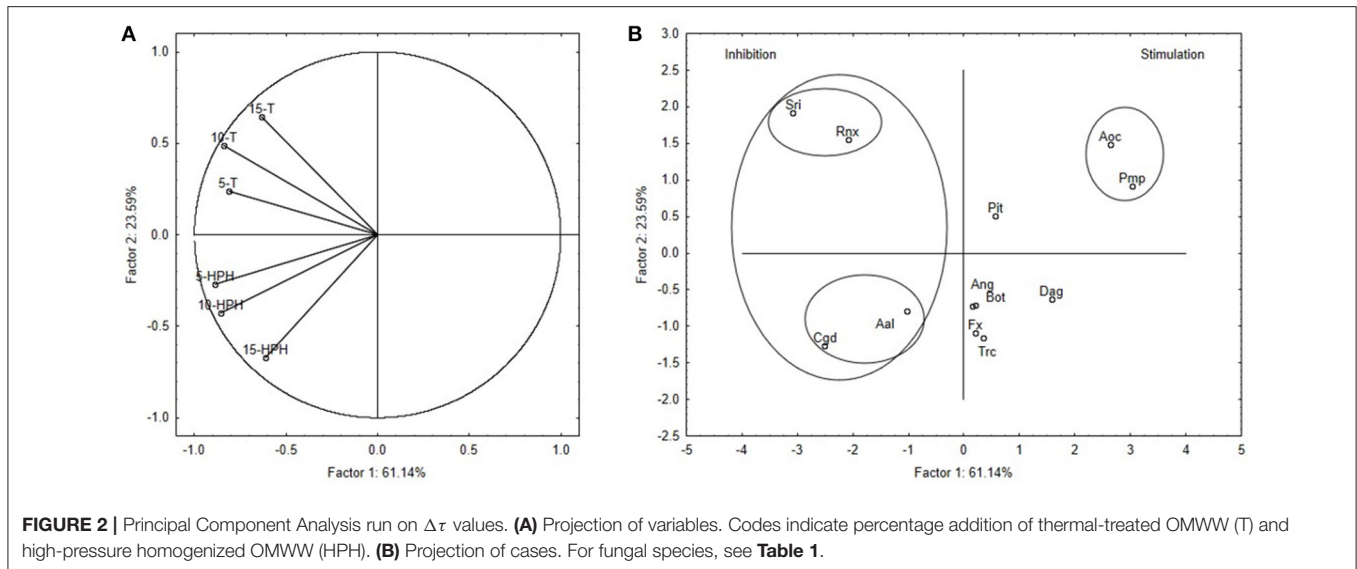 A
1.0
0.5
0.0
-0.5
-1.0
Factor 2: 23.59%
15-T
10-T
5-T
5-HPH
10-HPH
15-HPH
-1.0 -0.5 0.0 0.5 1.0
Factor 1: 61.14%
B
3.0
2.5
2.0
1.5
1.0
0.5
0.0
-0.5
-1.0
-1.5
-2.0
-2.5
Factor 2: 23.59%
Inhibition Stimulation
Sri
Rnx
Aoc
Pmp
Pit
Ang
Bot
Dag
Aal
Fx
Cgd
Trc
-5 -4 -3 -2 -1 0 1 2 3 4 5
Factor 1: 61.14%
FIGURE 2 | Principal Component Analysis run on Δτ values. (A) Projection of variables. Codes indicate percentage addition of thermal-treated OMWW (T) and
high-pressure homogenized OMWW (HPH). (B) Projection of cases. For fungal species, see Table 1.